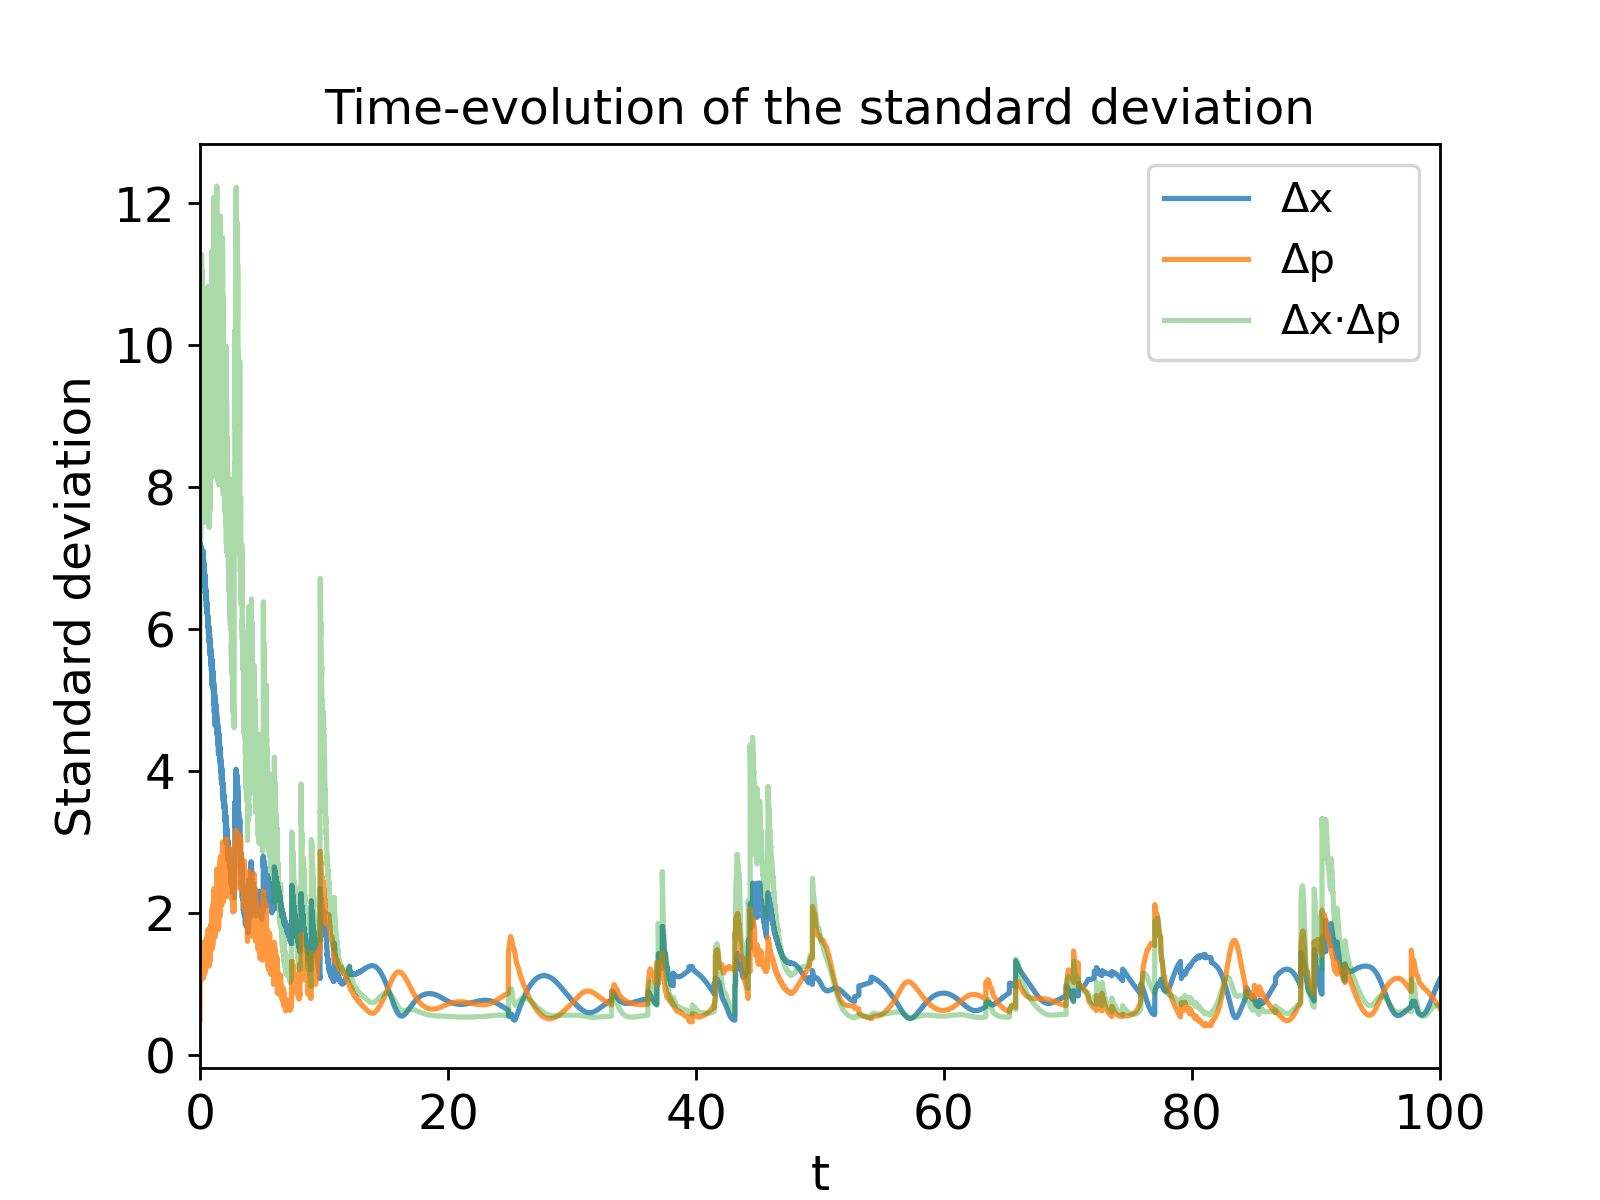 Time-evolution of the standard deviation
Δx
Δp
Δx·Δp
Standard deviation
12
10
8
6
4
2
0
0 20 40 60 80 100
t